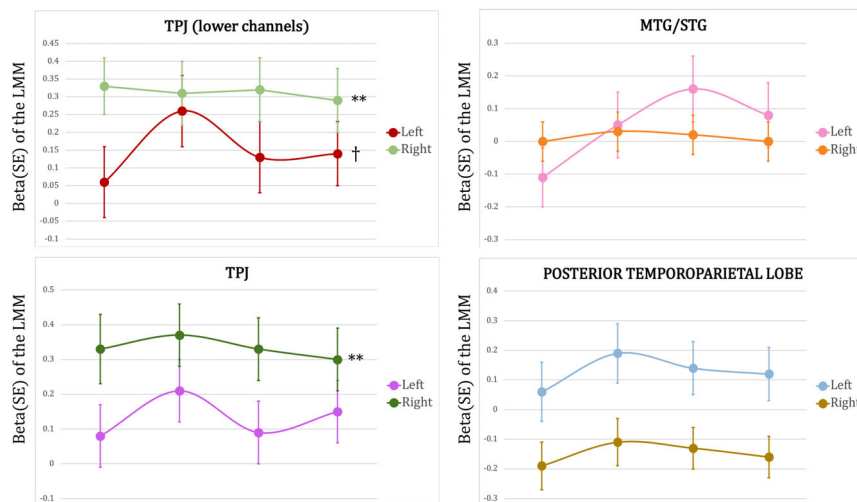 TPJ (lower channels)
Beta(SE) of the LMM
0.45
0.4
0.35
0.3
0.25
0.2
0.15
0.1
0.05
0
-0.05
-0.1
**
†
Left
Right
MTG/STG
Beta(SE) of the LMM
0.3
0.2
0.1
0
-0.1
-0.2
-0.3
Left
Right
TPJ
Beta(SE) of the LMM
0.5
0.4
0.3
0.2
0.1
0
-0.1
**
Left
Right
POSTERIOR TEMPOROPARIETAL LOBE
Beta(SE) of the LMM
0.4
0.3
0.2
0.1
0
-0.1
-0.2
-0.3
Left
Right